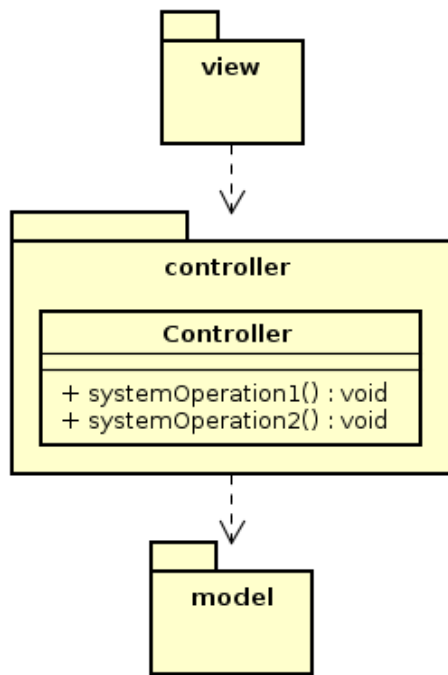 view
controller
Controller
+ systemOperation1() : void
+ systemOperation2() : void
model